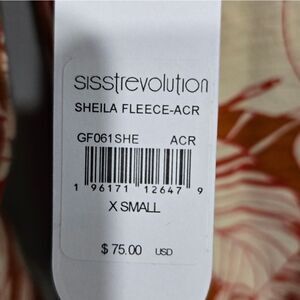 sisstrevolution
SHEILA FLEECE-ACR
GF061SHE ACR
1 96171 12647 9
X SMALL
$ 75.00 USD